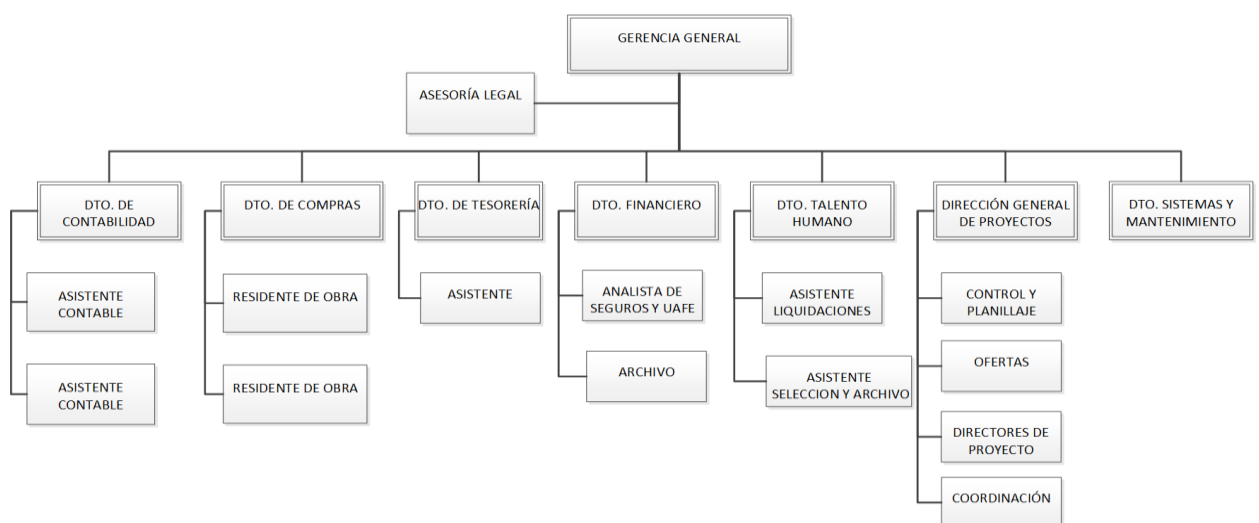 GERENCIA GENERAL
ASESORÍA LEGAL
DTO. DE
CONTABILIDAD
DTO. DE COMPRAS
DTO. DE TESORERÍA
DTO. FINANCIERO
DTO. TALENTO
HUMANO
DIRECCIÓN GENERAL
DE PROYECTOS
DTO. SISTEMAS Y
MANTENIMIENTO
ASISTENTE
CONTABLE
RESIDENTE DE OBRA
ASISTENTE
ANALISTA DE
SEGUROS Y UAFE
ASISTENTE
LIQUIDACIONES
CONTROL Y
PLANILLAJE
ASISTENTE
CONTABLE
RESIDENTE DE OBRA
ARCHIVO
ASISTENTE
SELECCION Y ARCHIVO
OFERTAS
DIRECTORES DE
PROYECTO
COORDINACIÓN